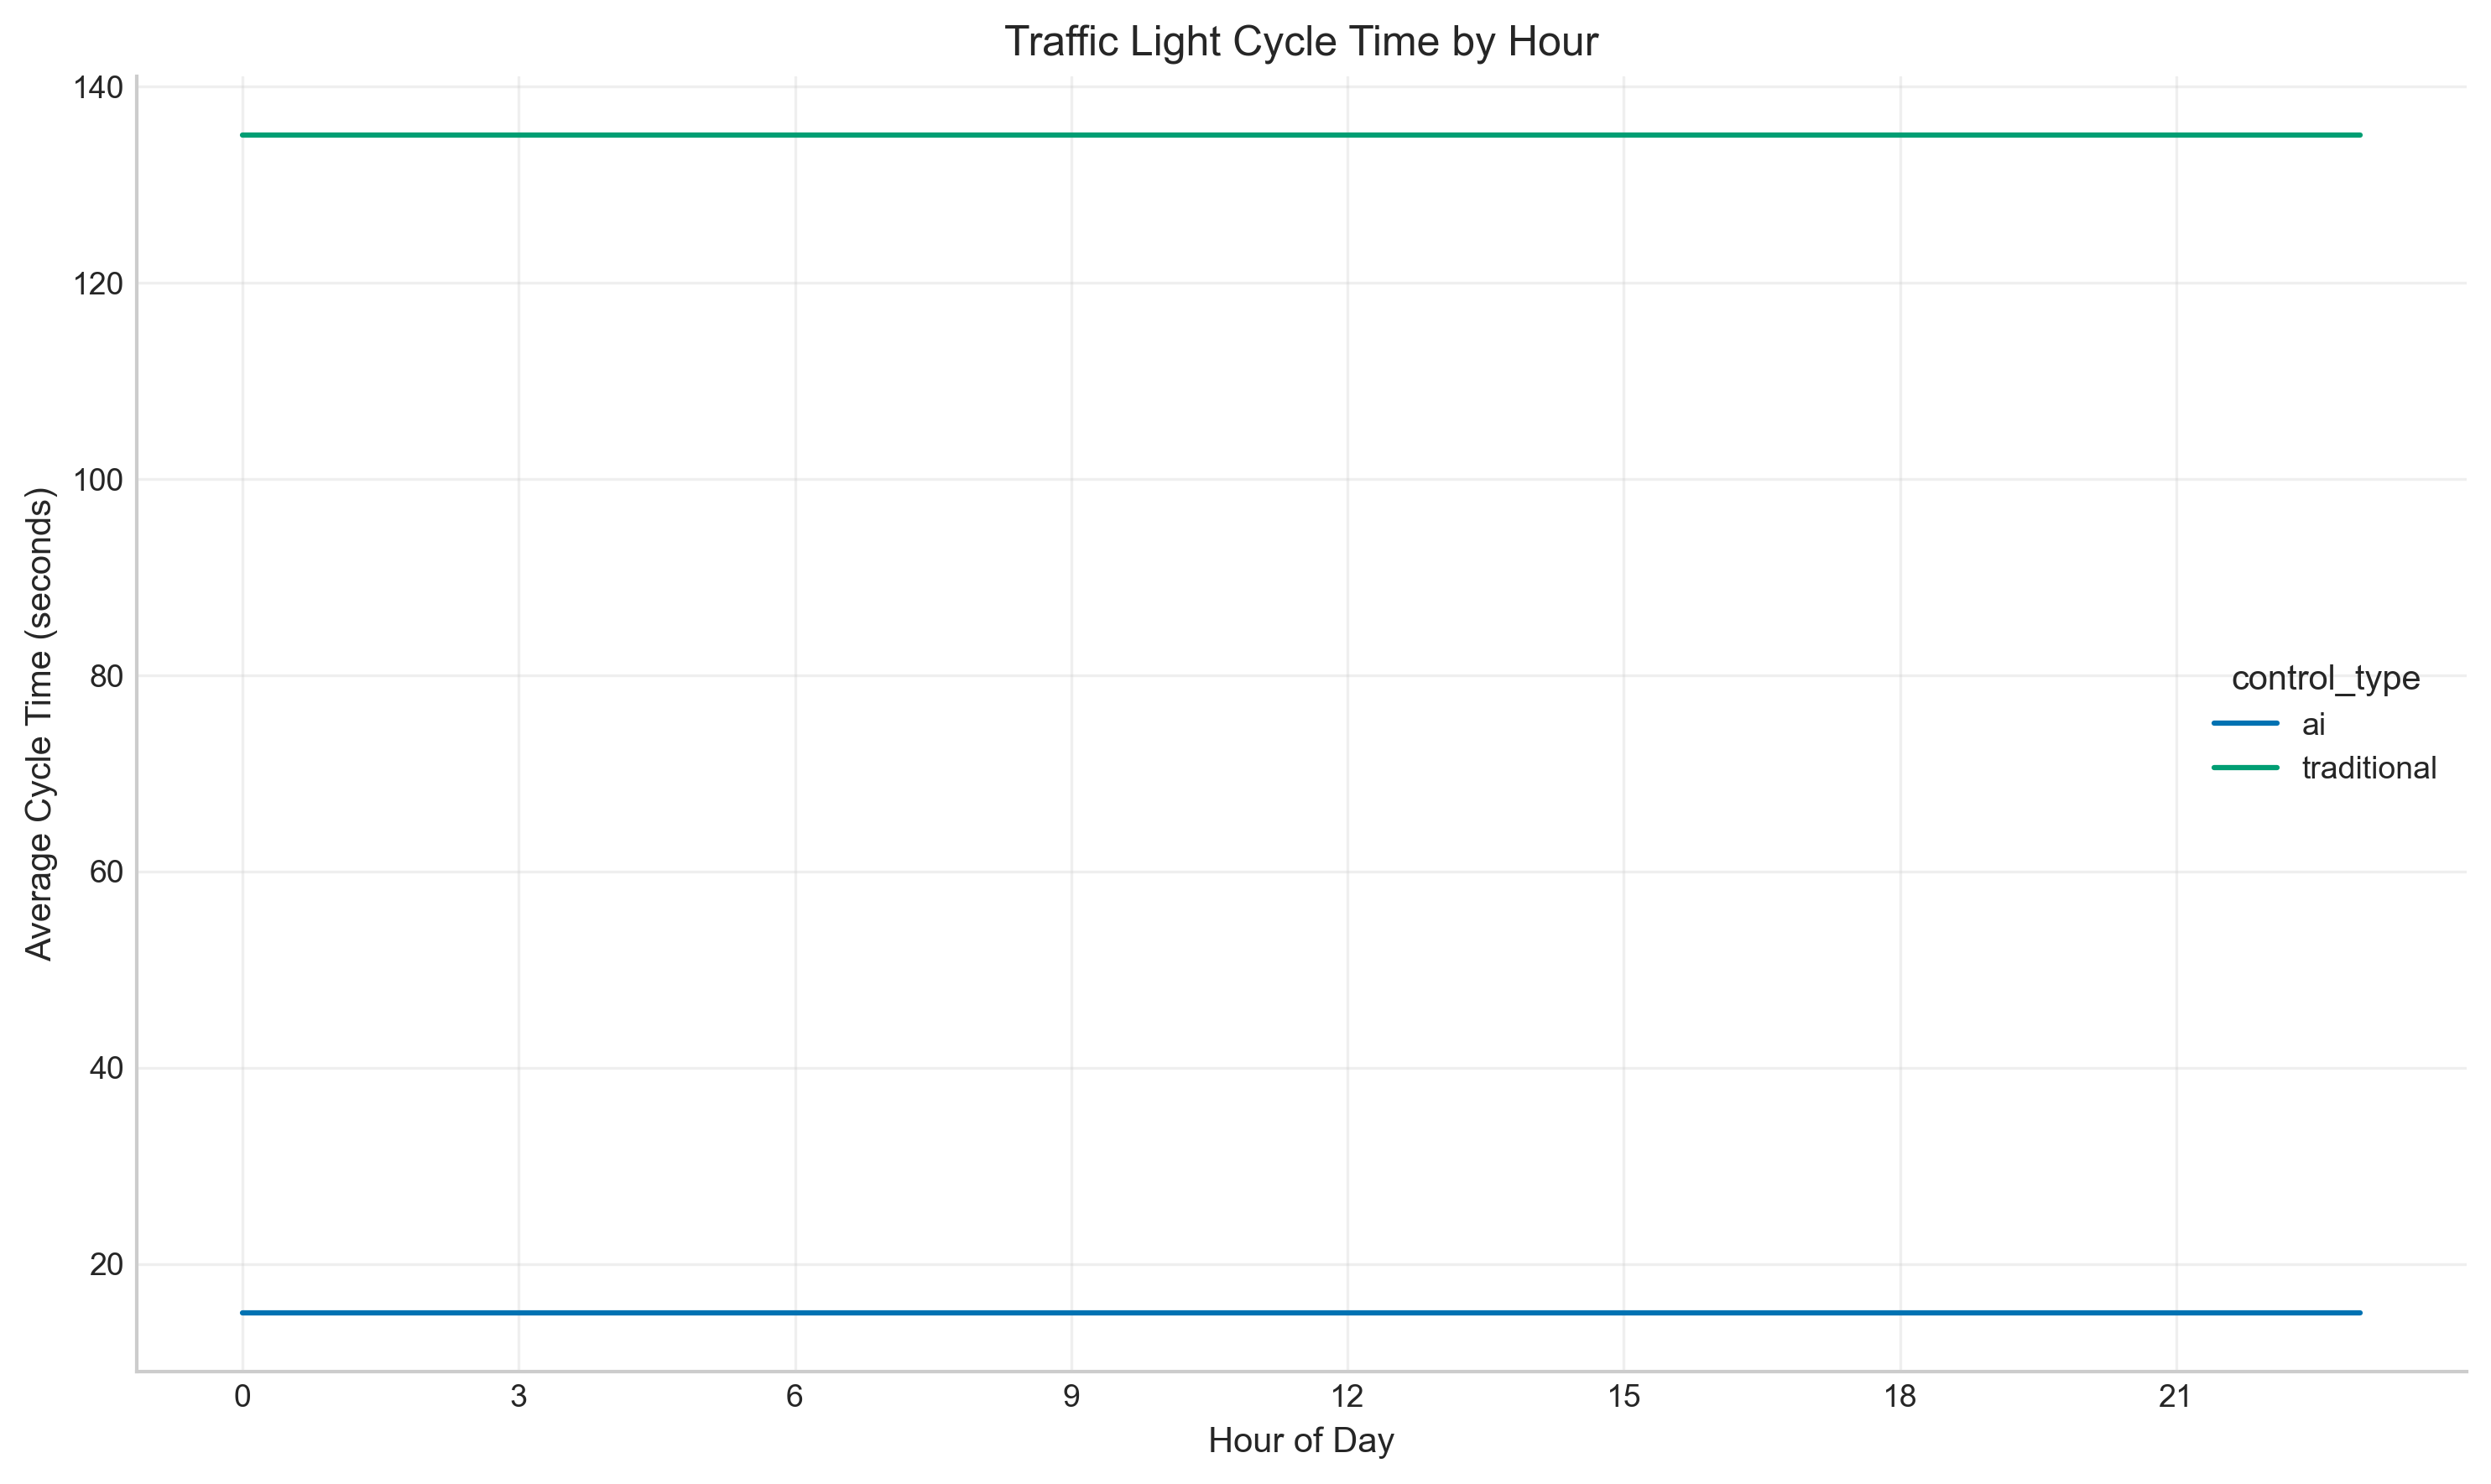 Traffic Light Cycle Time by Hour
140
120
100
80
60
40
20
Average Cycle Time (seconds)
control_type
ai
traditional
0 3 6 9 12 15 18 21
Hour of Day